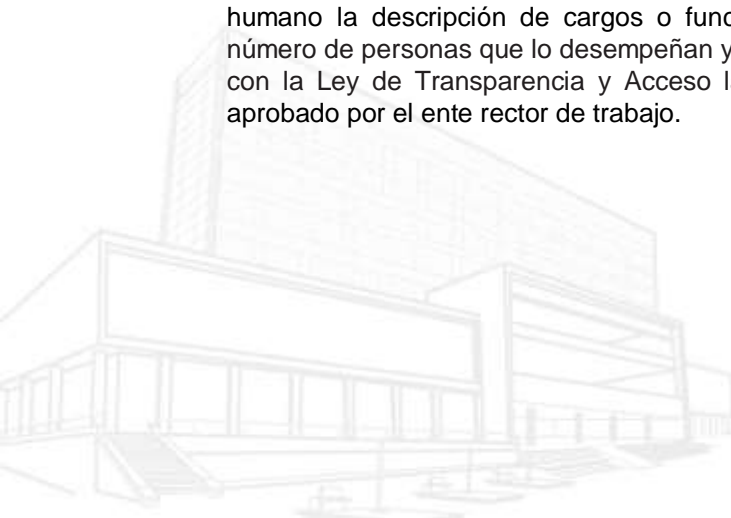 humano la descripción de cargos o
número de personas que lo desempeñan y
con la Ley de Transparencia y Acceso
aprobado por el ente rector de trabajo.